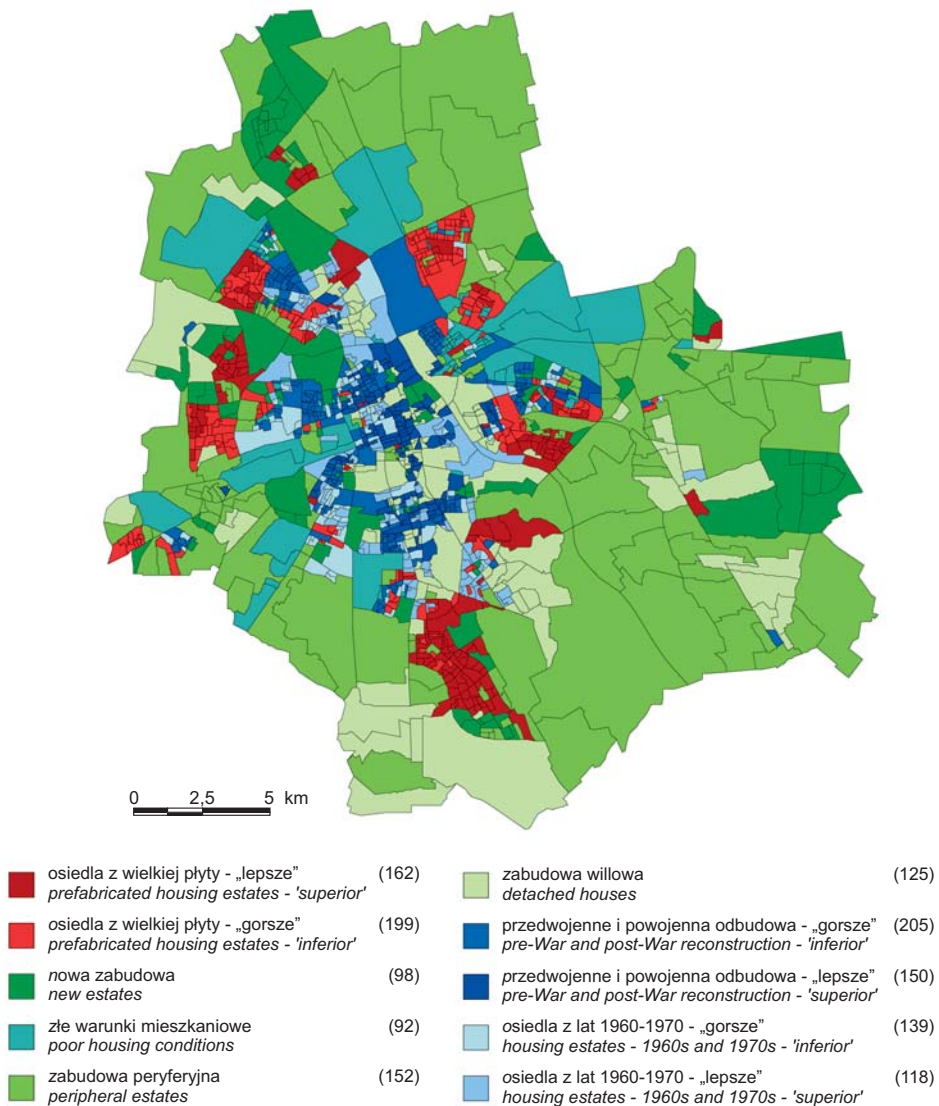 0 2,5 5 km
osiedla z wielkiej płyty - „lepsze” (162)
prefabricated housing estates - 'superior'
osiedla z wielkiej płyty - „gorsze” (199)
prefabricated housing estates - 'inferior'
nowa zabudowa (98)
new estates
złe warunki mieszkaniowe (92)
poor housing conditions
zabudowa peryferyjna (152)
peripheral estates
zabudowa willowa (125)
detached houses
przedwojenne i powojenna odbudowa - „gorsze” (205)
pre-War and post-War reconstruction - 'inferior'
przedwojenne i powojenna odbudowa - „lepsze” (150)
pre-War and post-War reconstruction - 'superior'
osiedla z lat 1960-1970 - „gorsze” (139)
housing estates - 1960s and 1970s - 'inferior'
osiedla z lat 1960-1970 - „lepsze” (118)
housing estates - 1960s and 1970s - 'superior'